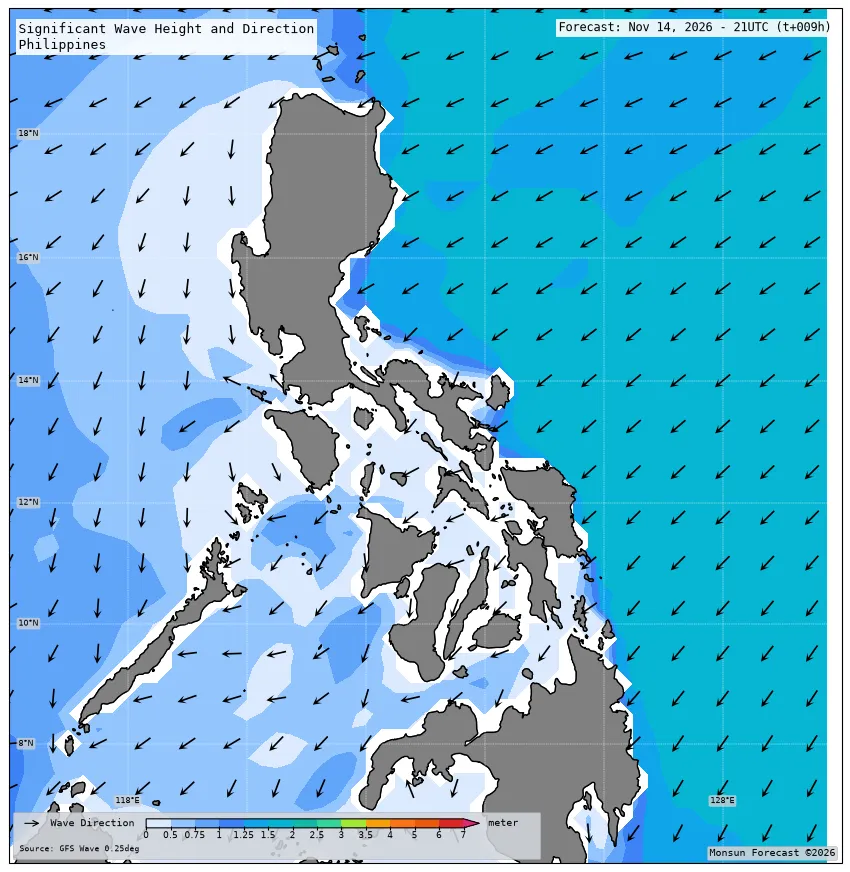 Significant Wave Height and Direction
Philippines
Forecast: Nov 14, 2026 - 21UTC (t+009h)
18°N
16°N
14°N
12°N
10°N
8°N
118°E
128°E
Wave Direction
0 0.5 0.75 1 1.25 1.5 2 2.5 3 3.5 4 5 6 7
meter
Source: GFS Wave 0.25deg
Monsun Forecast ©2026